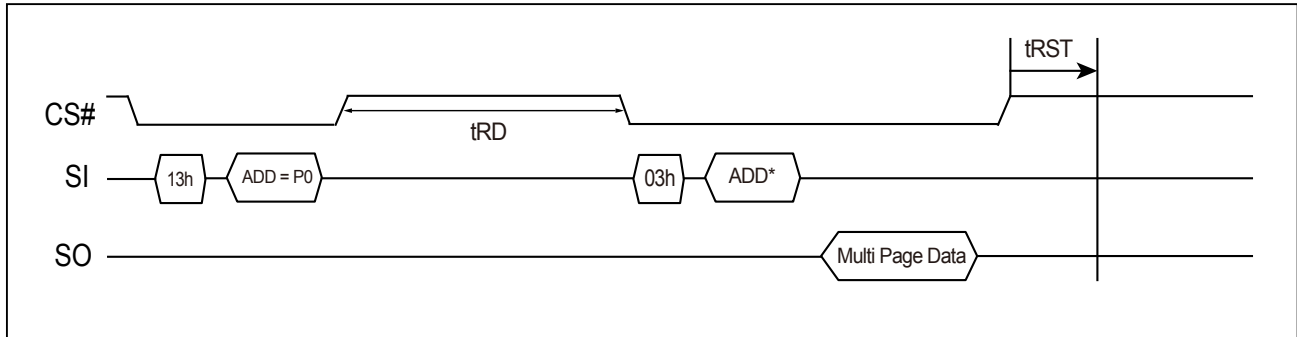 tRST
CS#
tRD
SI
13h
ADD = P0
03h
ADD*
SO
Multi Page Data